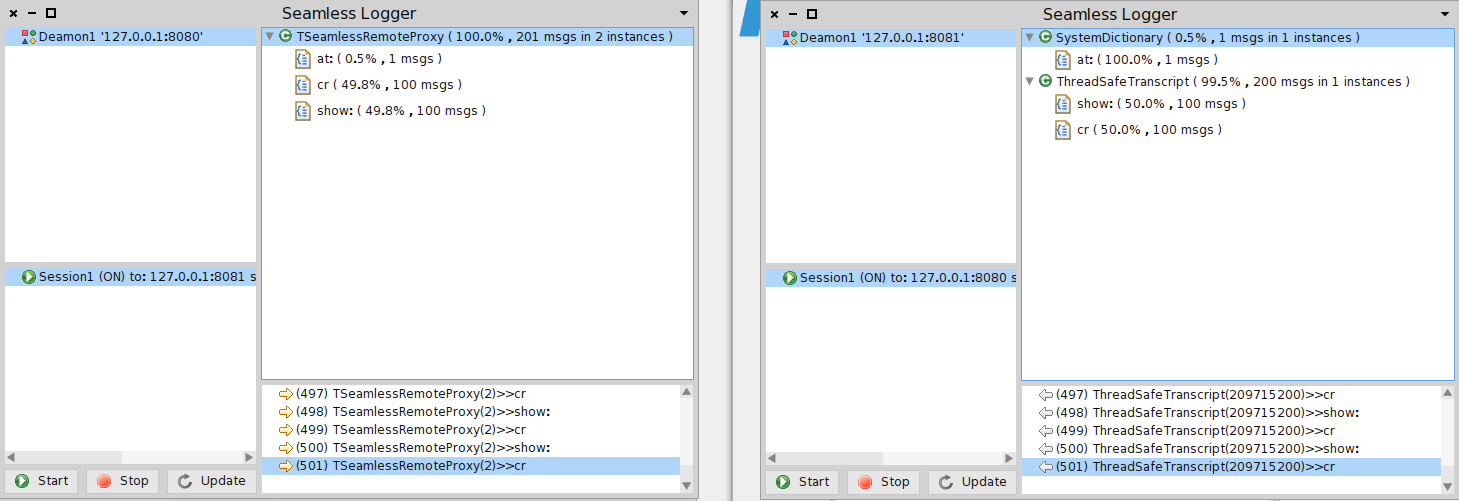 Seamless Logger
Deamon1 '127.0.0.1:8080'
Session1 (ON) to: 127.0.0.1:8081 s
TSeamlessRemoteProxy ( 100.0% , 201 msgs in 2 instances )
at: ( 0.5% , 1 msgs )
cr ( 49.8% , 100 msgs )
show: ( 49.8% , 100 msgs )
(497) TSeamlessRemoteProxy(2)>>cr
(498) TSeamlessRemoteProxy(2)>>show:
(499) TSeamlessRemoteProxy(2)>>cr
(500) TSeamlessRemoteProxy(2)>>show:
(501) TSeamlessRemoteProxy(2)>>cr
Start Stop Update
Seamless Logger
Deamon1 '127.0.0.1:8081'
Session1 (ON) to: 127.0.0.1:8080 s
SystemDictionary ( 0.5% , 1 msgs in 1 instances )
at: ( 100.0% , 1 msgs )
ThreadSafeTranscript ( 99.5% , 200 msgs in 1 instances )
show: ( 50.0% , 100 msgs )
cr ( 50.0% , 100 msgs )
(497) ThreadSafeTranscript(209715200)>>cr
(498) ThreadSafeTranscript(209715200)>>show:
(499) ThreadSafeTranscript(209715200)>>cr
(500) ThreadSafeTranscript(209715200)>>show:
(501) ThreadSafeTranscript(209715200)>>cr
Start Stop Update